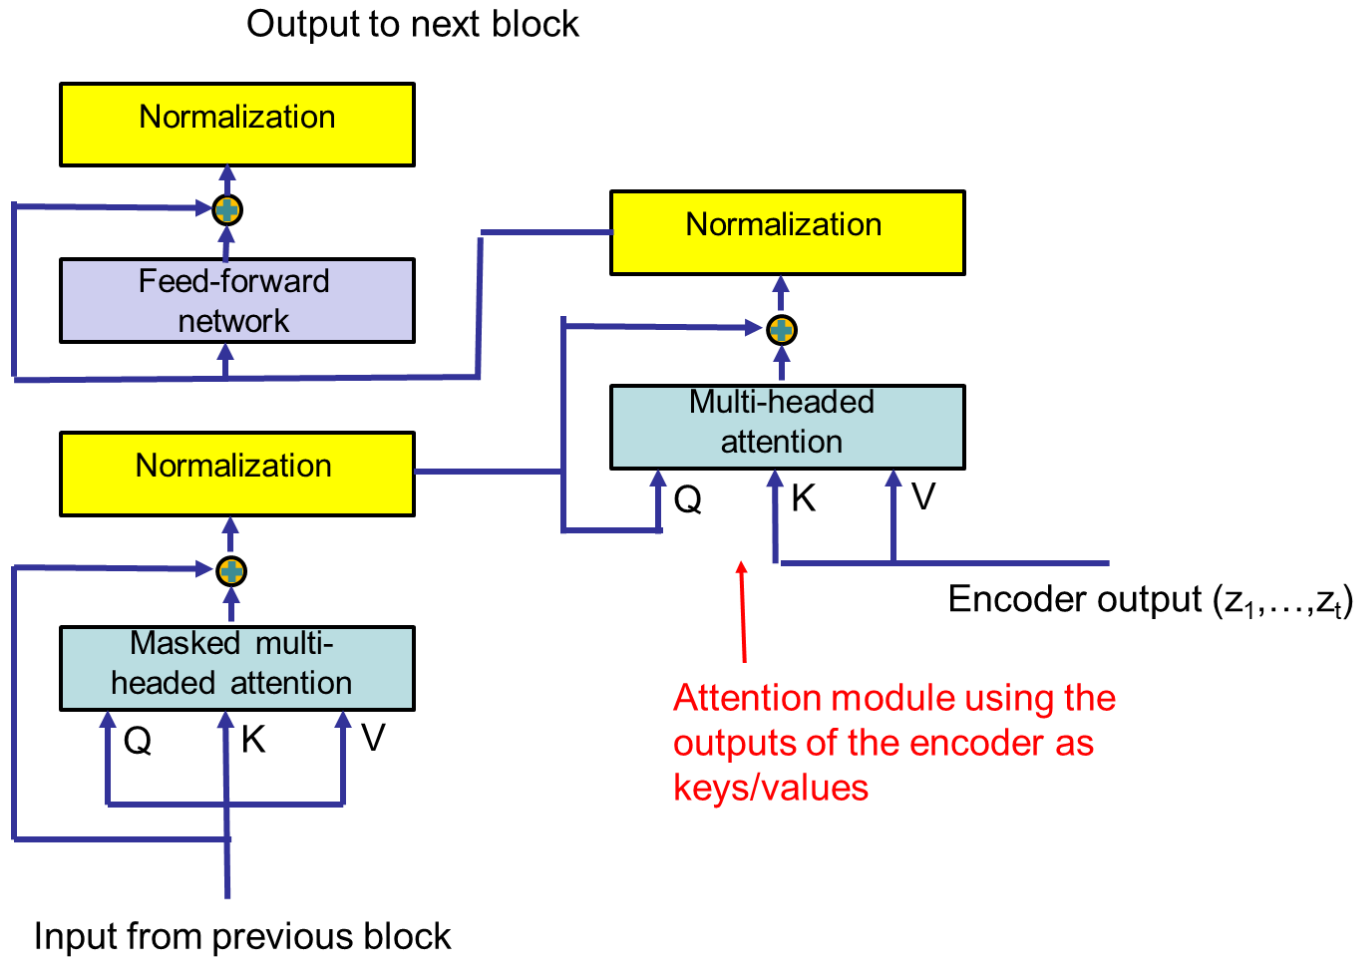 Output to next block
Normalization
Normalization
Feed-forward
network
Multi-headed
attention
Normalization
Q
K
V
Encoder output (z₁,…,zₜ)
Masked multi-
headed attention
Q
K
V
Attention module using the
outputs of the encoder as
keys/values
Input from previous block